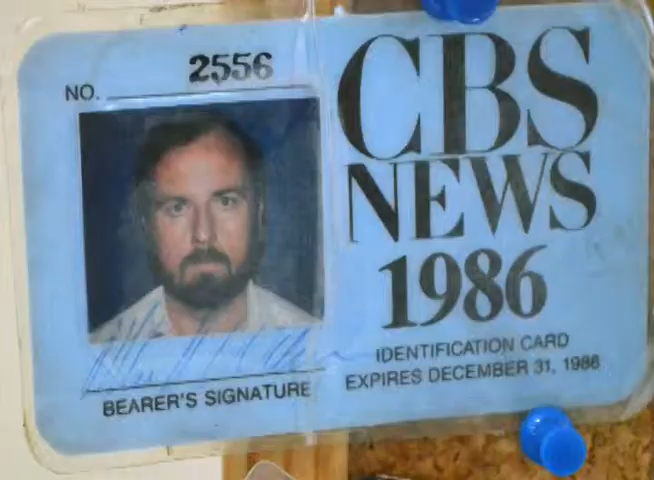 NO. 2556
BEARER'S SIGNATURE
CBS
NEWS
1986
IDENTIFICATION CARD
EXPIRES DECEMBER 31, 1986